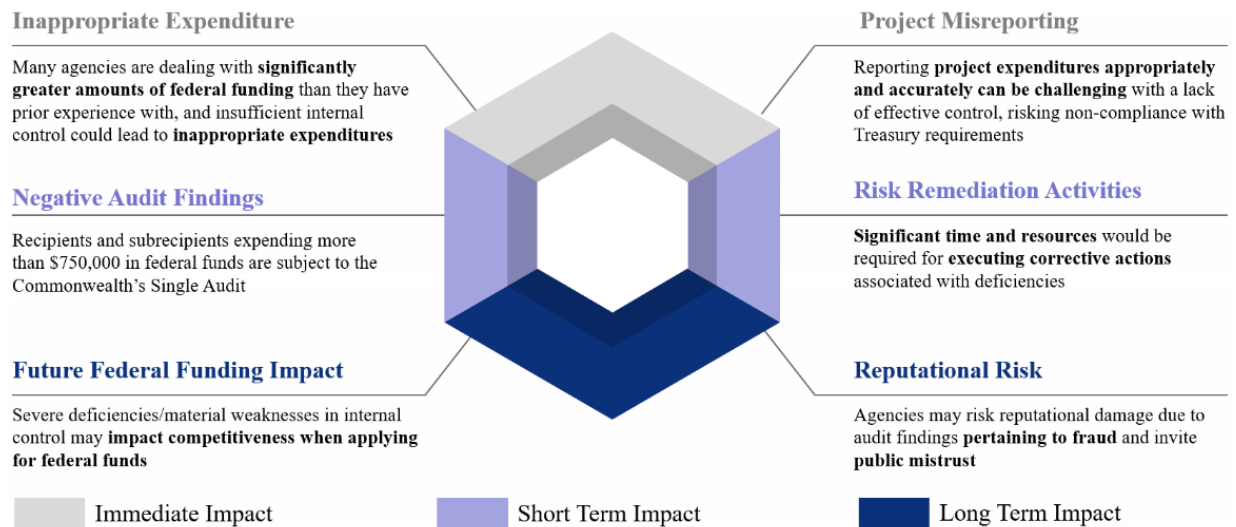 Inappropriate Expenditure
Many agencies are dealing with significantly
greater amounts of federal funding than they have
prior experience with, and insufficient internal
control could lead to inappropriate expenditures
Project Misreporting
Reporting project expenditures appropriately
and accurately can be challenging with a lack
of effective control, risking non-compliance with
Treasury requirements
Negative Audit Findings
Recipients and subrecipients expending more
than $750,000 in federal funds are subject to the
Commonwealth's Single Audit
Risk Remediation Activities
Significant time and resources would be
required for executing corrective actions
associated with deficiencies
Future Federal Funding Impact
Severe deficiencies/material weaknesses in internal
control may impact competitiveness when applying
for federal funds
Reputational Risk
Agencies may risk reputational damage due to
audit findings pertaining to fraud and invite
public mistrust
Immediate Impact
Short Term Impact
Long Term Impact